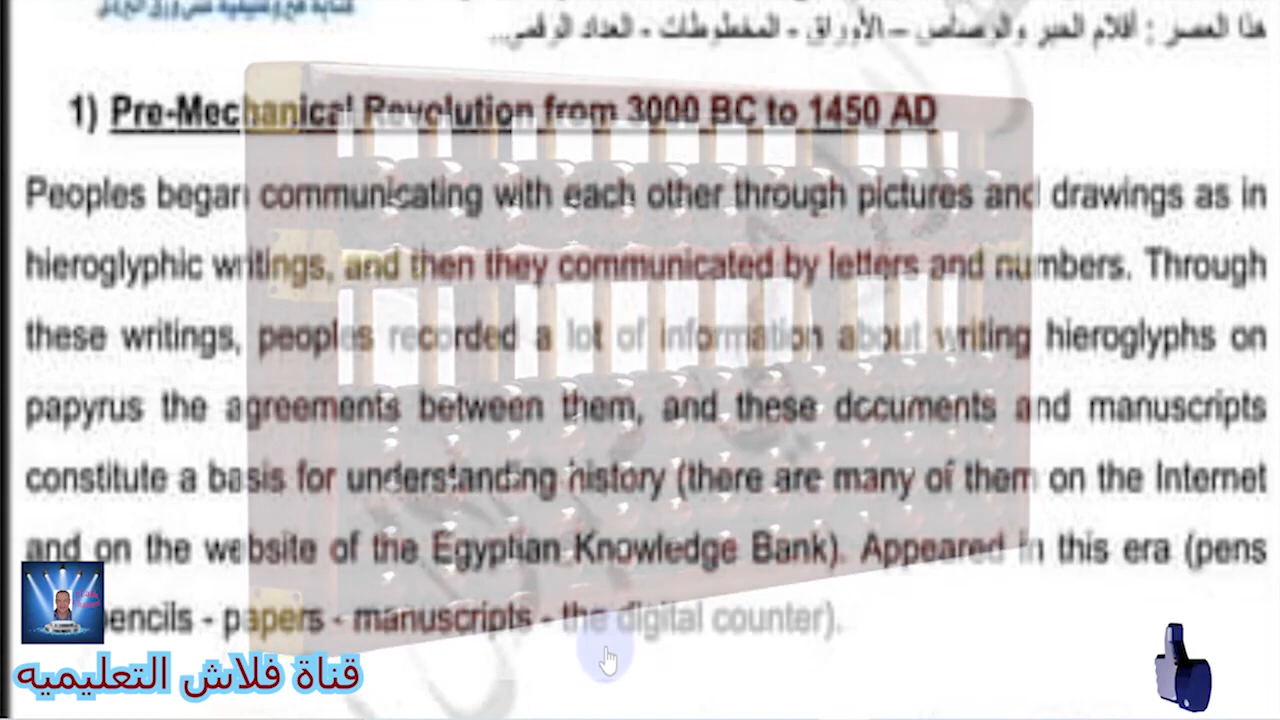 هذا العصر : أقلام الحبر والرصاص – الأوراق - المخطوطات - العداد الرقمي..
1) Pre-Mechanical Revolution from 3000 BC to 1450 AD
Peoples began communicating with each other through pictures and drawings as in
hieroglyphic writings, and then they communicated by letters and numbers. Through
these writings, peoples recorded a lot of information about writing hieroglyphs on
papyrus the agreements between them, and these documents and manuscripts
constitute a basis for understanding history (there are many of them on the Internet
and on the website of the Egyptian Knowledge Bank). Appeared in this era (pens
pencils - papers - manuscripts - the digital counter).
قناة فلاش التعليميه